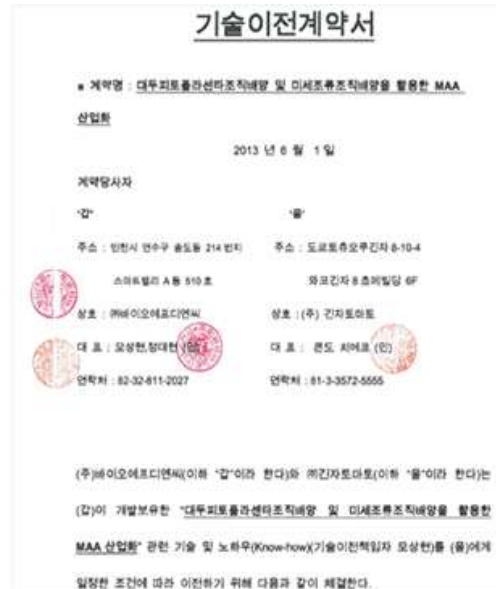 기술이전계약서
■ 계약명 : 대두피토플라센타조직배양 및 미세조류조직배양을 활용한 MAA
산업화
2013 년 6 월 1 일
계약당사자
"갑" "을"
주소 : 인천시 연수구 송도동 214 번지 주소 : 도쿄토츄오쿠긴자 8-10-4
스마트밸리 A 동 510 호 와코긴자 8 쵸메빌딩 6F
상호 : ㈜바이오에프디엔씨 상호 : (주) 긴자토마토
대 표 : 모상현,정대현 (인) 대 표 : 콘도 치에코 (인)
연락처 : 82-32-811-2027 연락처 : 81-3-3572-5555
(주)바이오에프디엔씨(이하 "갑"이라 한다)와 ㈜긴자토마토(이하 "을"이라 한다)는
(갑)이 개발보유한 "대두피토플라센타조직배양 및 미세조류조직배양을 활용한
MAA 산업화" 관련 기술 및 노하우(Know-how)(기술이전책임자 모상현)를 (을)에게
일정한 조건에 따라 이전하기 위해 다음과 같이 체결한다.